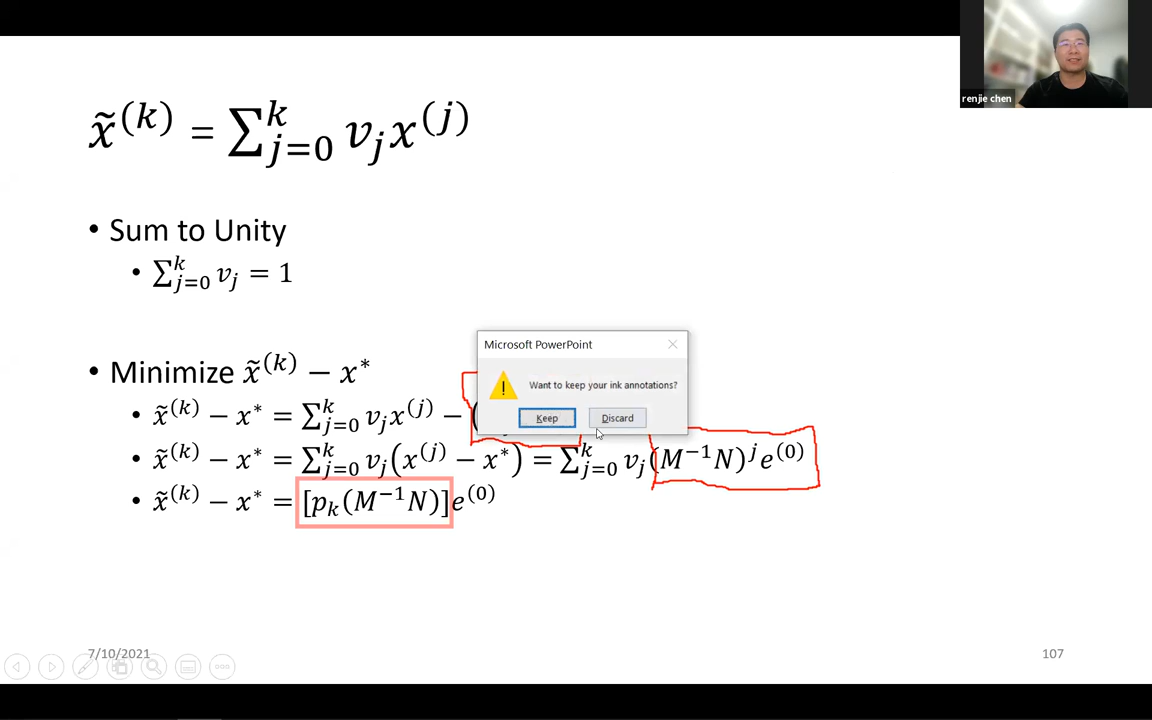 renjie chen
x̃^(k) = ∑_{j=0}^{k} v_j x^(j)
• Sum to Unity
• ∑_{j=0}^{k} v_j = 1
• Minimize x̃^(k) − x*
• x̃^(k) − x* = ∑_{j=0}^{k} v_j x^(j) − (
• x̃^(k) − x* = ∑_{j=0}^{k} v_j (x^(j) − x*) = ∑_{j=0}^{k} v_j (M^{−1}N)^j e^(0)
• x̃^(k) − x* = [p_k(M^{−1}N)]e^(0)
Microsoft PowerPoint
Want to keep your ink annotations?
Keep Discard
7/10/2021 107